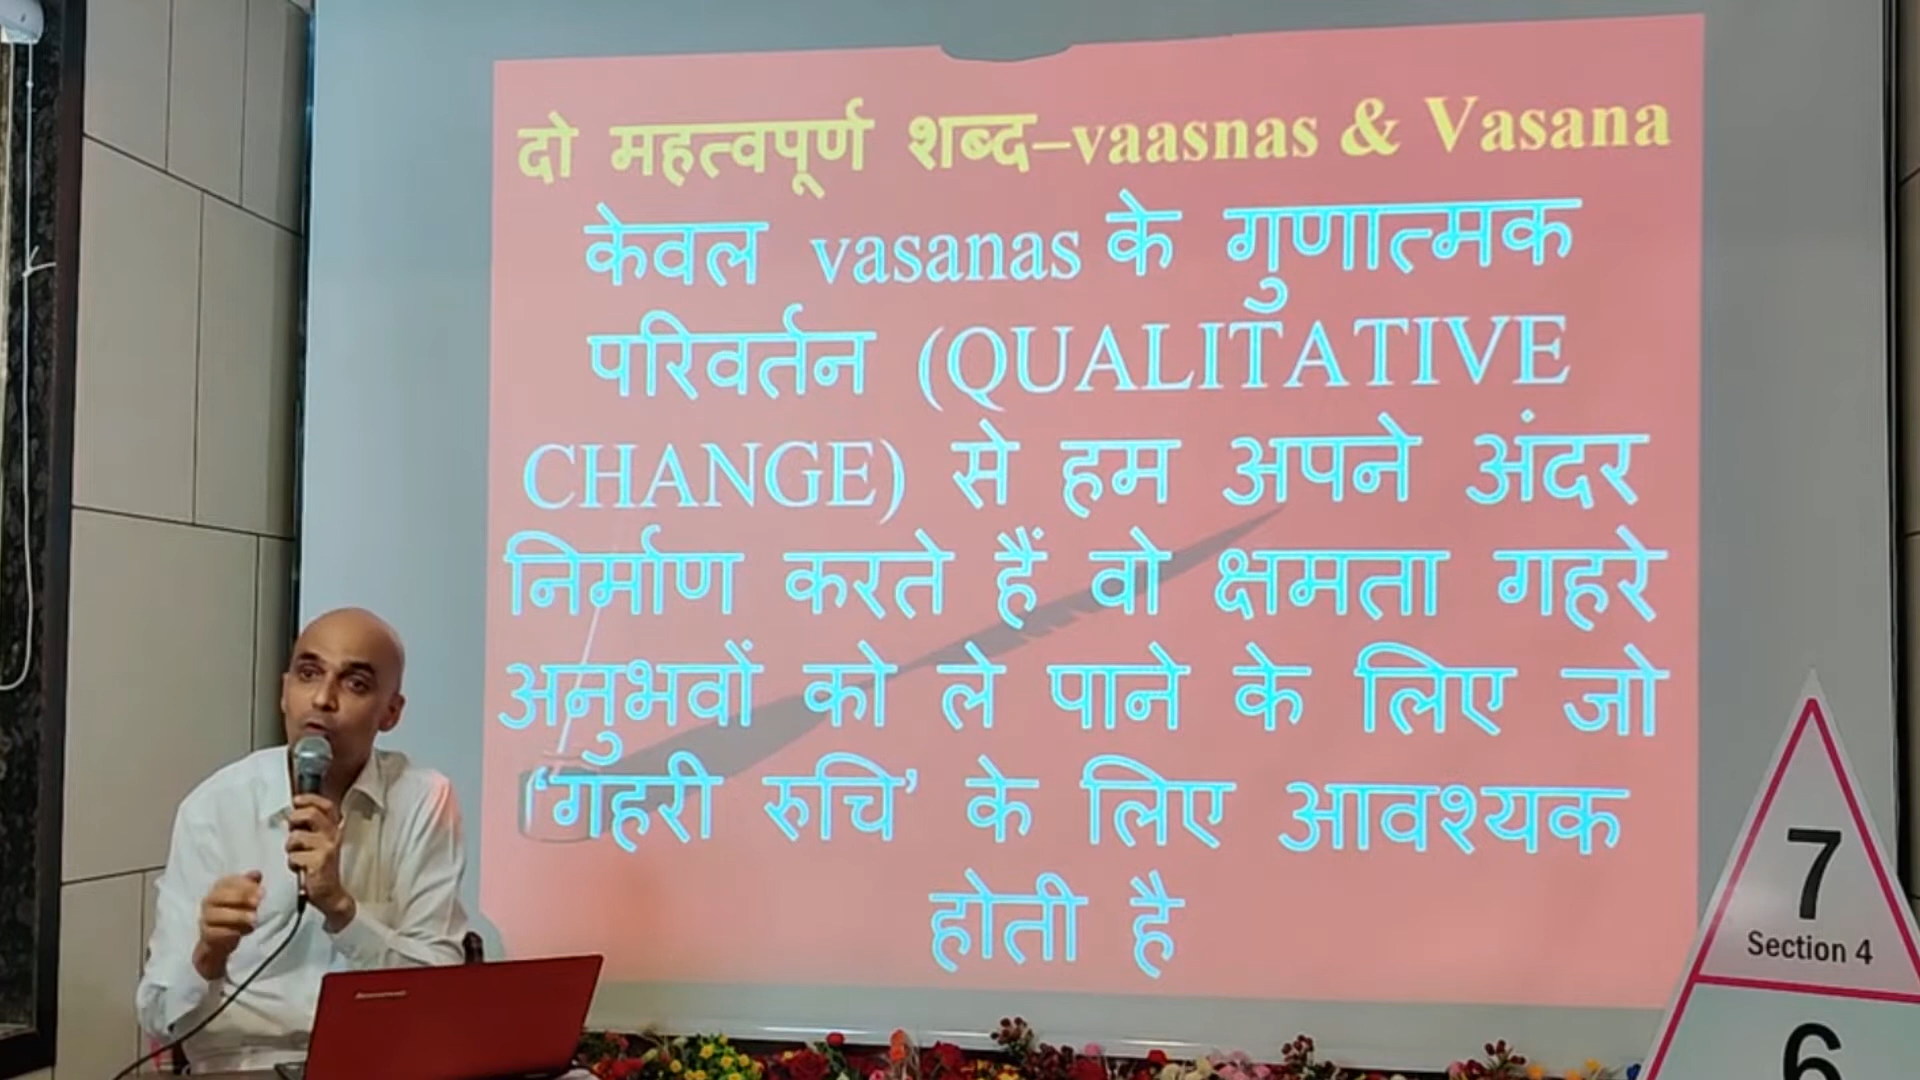 दो महत्वपूर्ण शब्द–vaasnas & Vasana
केवल vasanas के गुणात्मक
परिवर्तन (QUALITATIVE
CHANGE) से हम अपने अंदर
निर्माण करते हैं वो क्षमता गहरे
अनुभवों को ले पाने के लिए जो
‘गहरी रुचि’ के लिए आवश्यक
होती है
7
Section 4
6